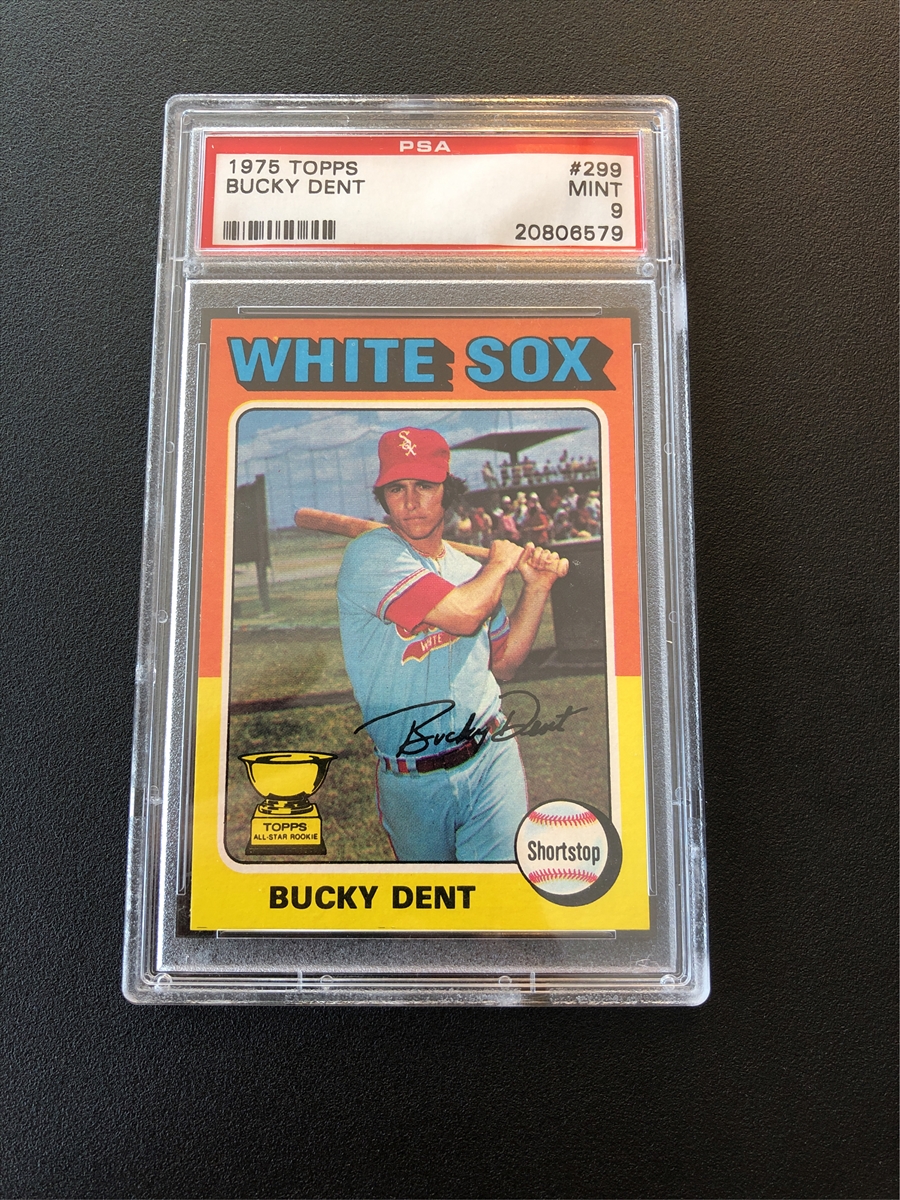 PSA
1975 TOPPS #299
BUCKY DENT MINT
9
20806579
WHITE SOX
SOX
WHITE
Bucky Dent
TOPPS
ALL-STAR ROOKIE
Shortstop
BUCKY DENT